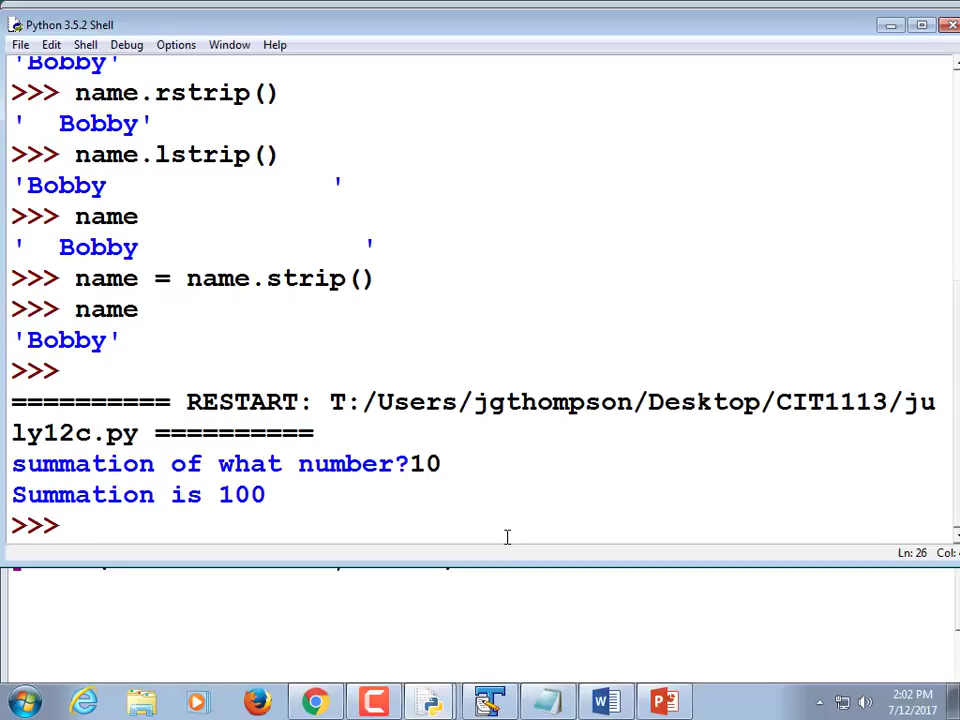 Python 3.5.2 Shell
File Edit Shell Debug Options Window Help
'Bobby'
>>> name.rstrip()
'  Bobby'
>>> name.lstrip()
'Bobby              '
>>> name
'  Bobby              '
>>> name = name.strip()
>>> name
'Bobby'
>>>
========== RESTART: T:/Users/jgthompson/Desktop/CIT1113/ju
ly12c.py ==========
summation of what number?10
Summation is 100
>>>
Ln: 26 Col:
2:02 PM
7/12/2017